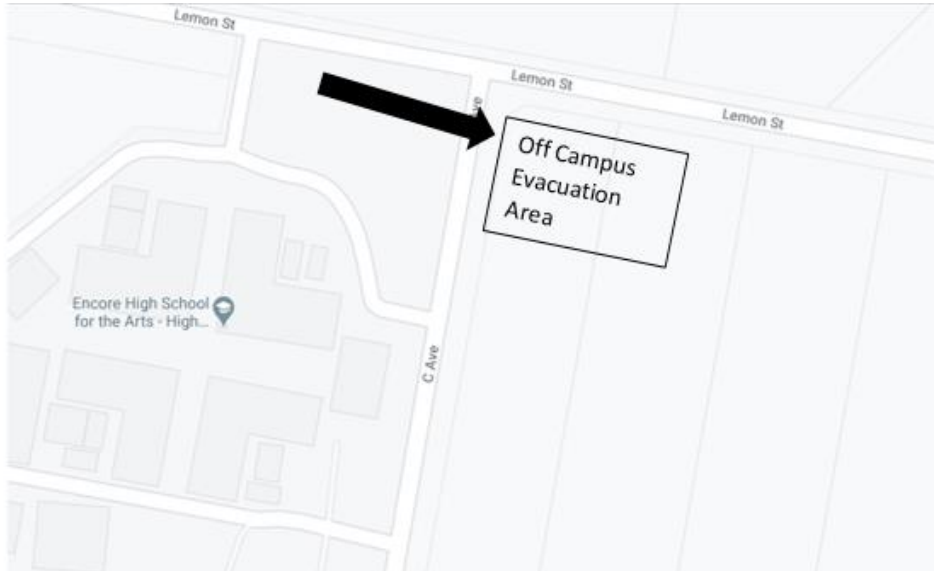 Lemon St
Lemon St
Lemon St
Off Campus
Evacuation
Area
Encore High School
for the Arts - High...
C Ave